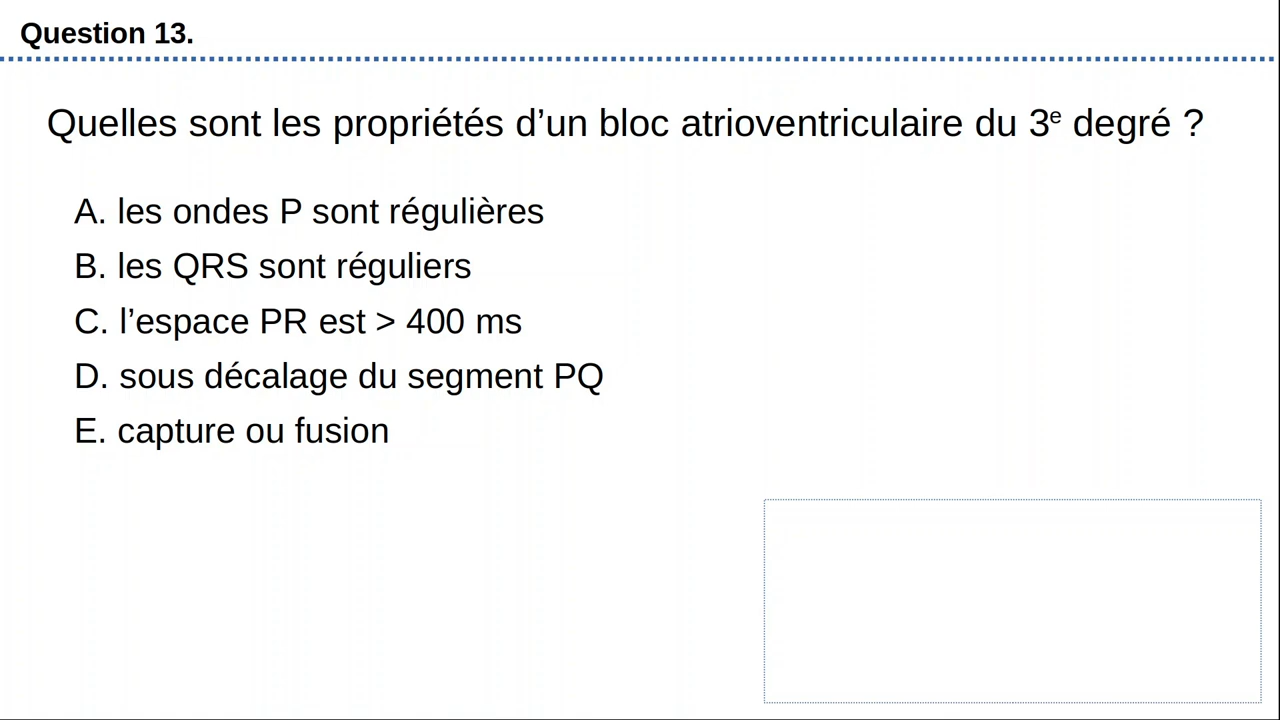 Question 13.
Quelles sont les propriétés d’un bloc atrioventriculaire du 3e degré ?
A. les ondes P sont régulières
B. les QRS sont réguliers
C. l’espace PR est > 400 ms
D. sous décalage du segment PQ
E. capture ou fusion